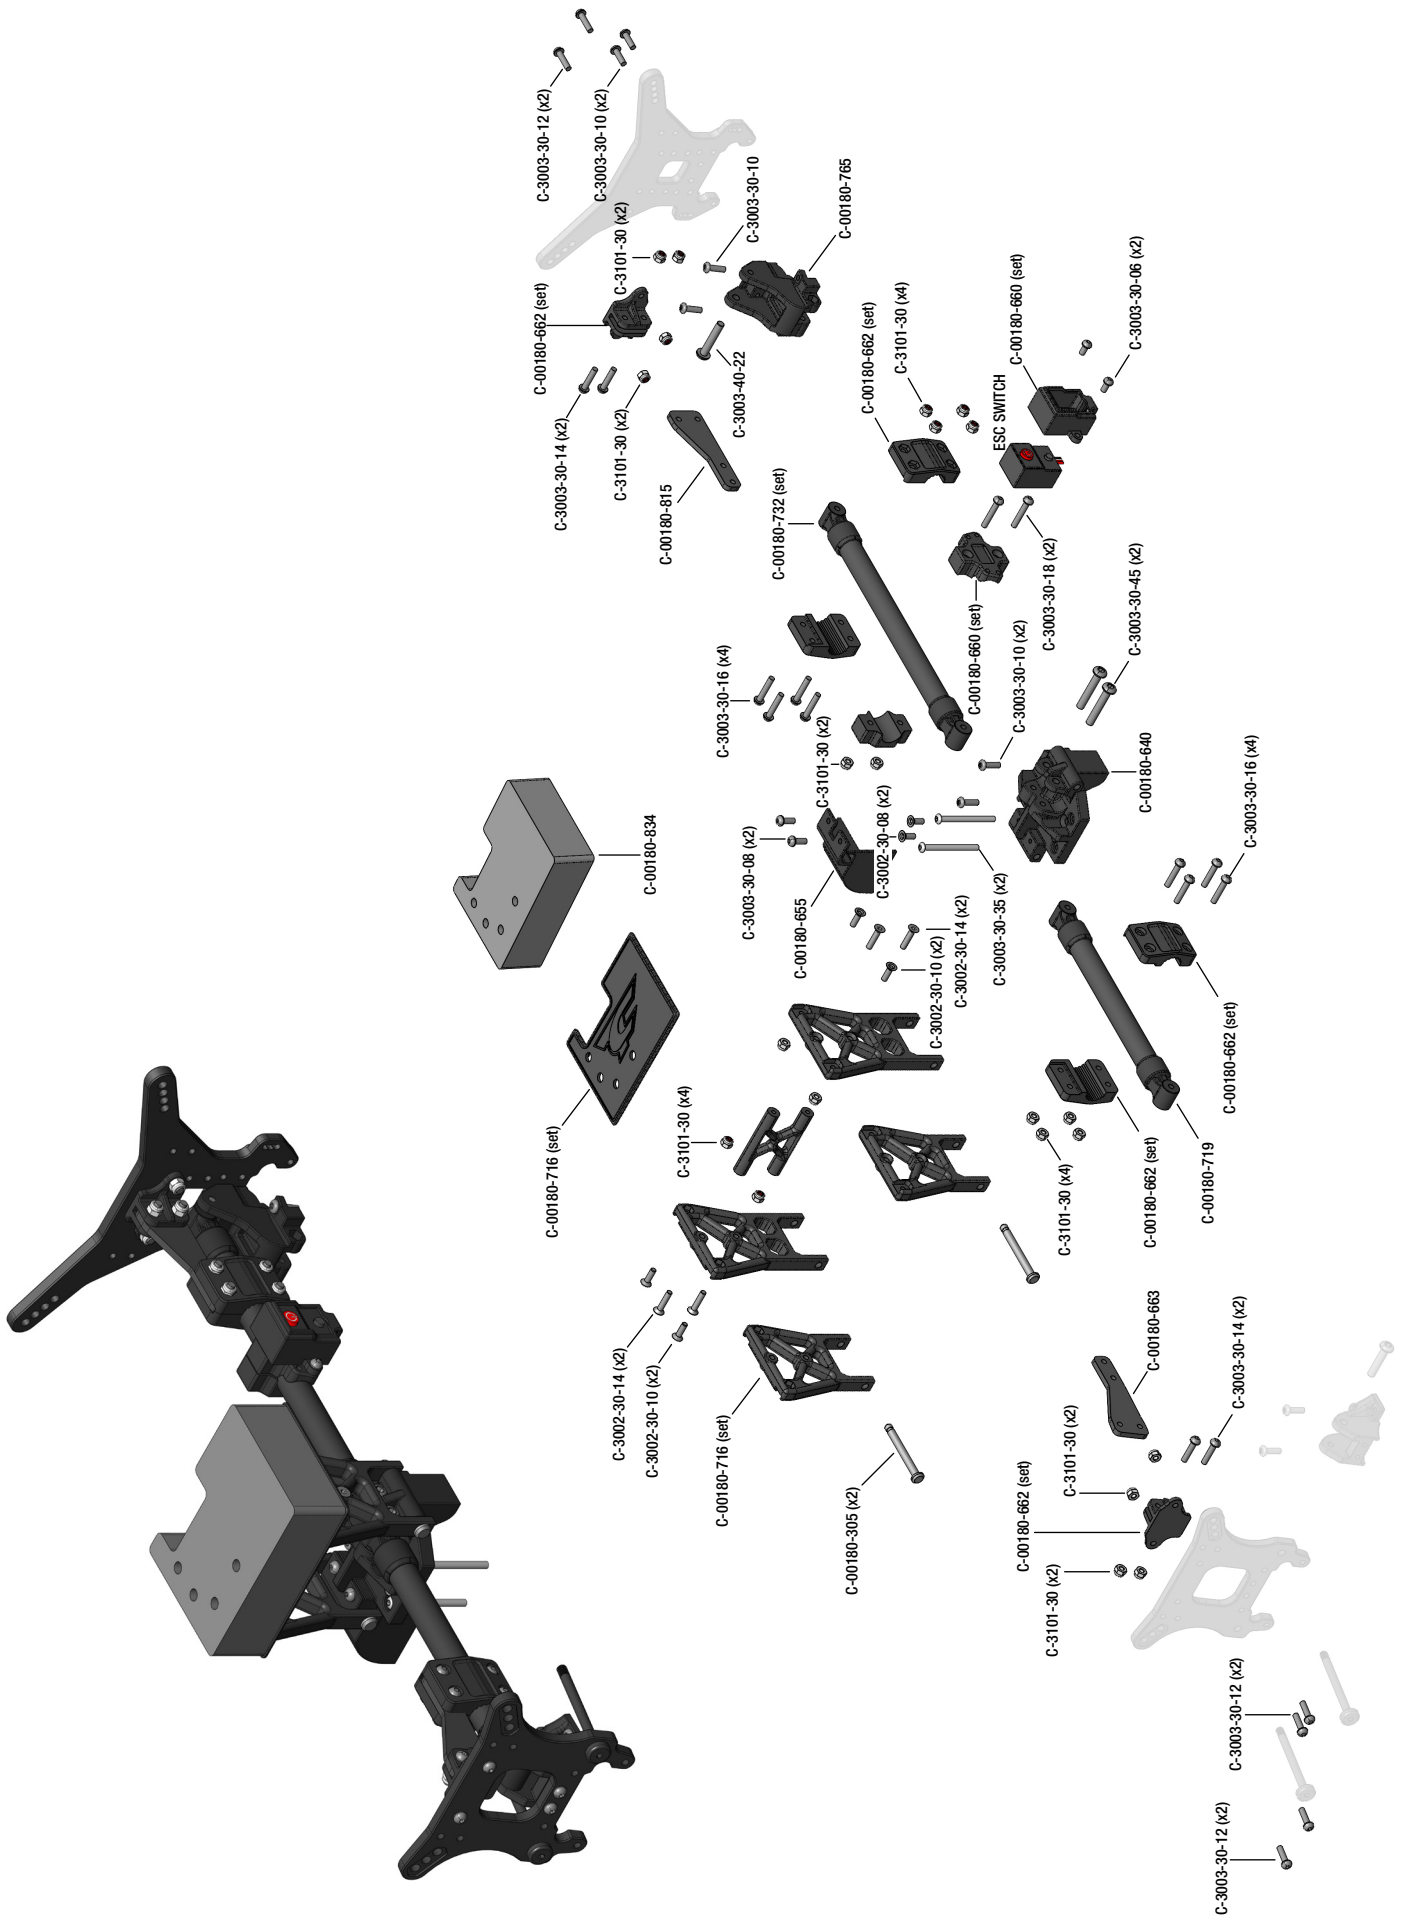 C-3003-30-12 (x2)
C-3003-30-10 (x2)
C-3101-30 (x2)
C-3003-30-10
C-00180-765
C-00180-662 (set)
C-3003-30-14 (x2)
C-3101-30 (x2)
C-3003-40-22
C-00180-815
C-00180-662 (set)
C-3101-30 (x4)
ESC SWITCH
C-00180-660 (set)
C-3003-30-06 (x2)
C-00180-732 (set)
C-3003-30-16 (x4)
C-00180-660 (set)
C-3003-30-18 (x2)
C-3003-30-10 (x2)
C-3003-30-45 (x2)
C-3101-30 (x2)
C-00180-834
C-3003-30-08 (x2)
C-3002-30-08 (x2)
C-00180-640
C-3003-30-16 (x4)
C-00180-655
C-3002-30-10 (x2)
C-3002-30-14 (x2)
C-3003-30-35 (x2)
C-00180-716 (set)
C-3101-30 (x4)
C-00180-662 (set)
C-3101-30 (x4)
C-00180-662 (set)
C-00180-719
C-3002-30-14 (x2)
C-3002-30-10 (x2)
C-00180-716 (set)
C-00180-305 (x2)
C-00180-663
C-3003-30-14 (x2)
C-3101-30 (x2)
C-00180-662 (set)
C-3101-30 (x2)
C-3003-30-12 (x2)
C-3003-30-12 (x2)